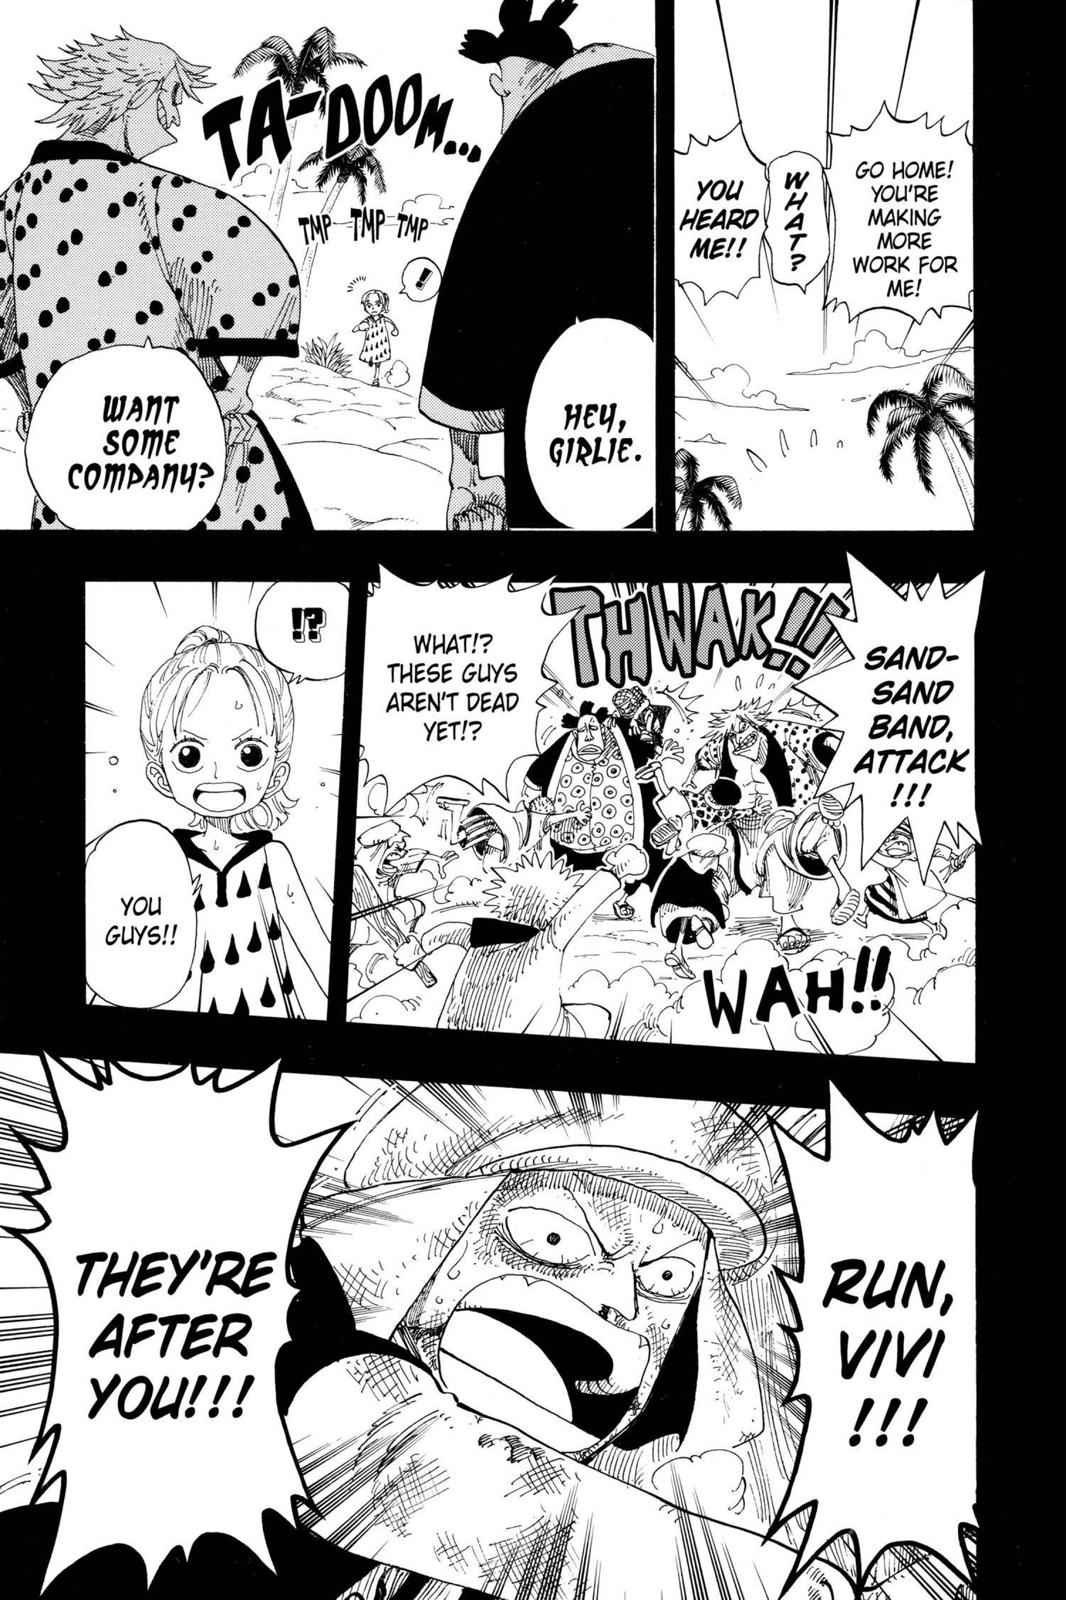 GO HOME!
YOU'RE
MAKING
MORE
WORK FOR
ME!
WHAT?
YOU
HEARD
ME!!
TA-DOOM...
TMP TMP TMP
!
HEY,
GIRLIE.
WANT
SOME
COMPANY?
SAND-
SAND
BAND,
ATTACK
!!!
THWAK!!
WHAT!?
THESE GUYS
AREN'T DEAD
YET!?
WAH!!
!?
YOU
GUYS!!
RUN,
VIVI
!!!
THEY'RE
AFTER
YOU!!!